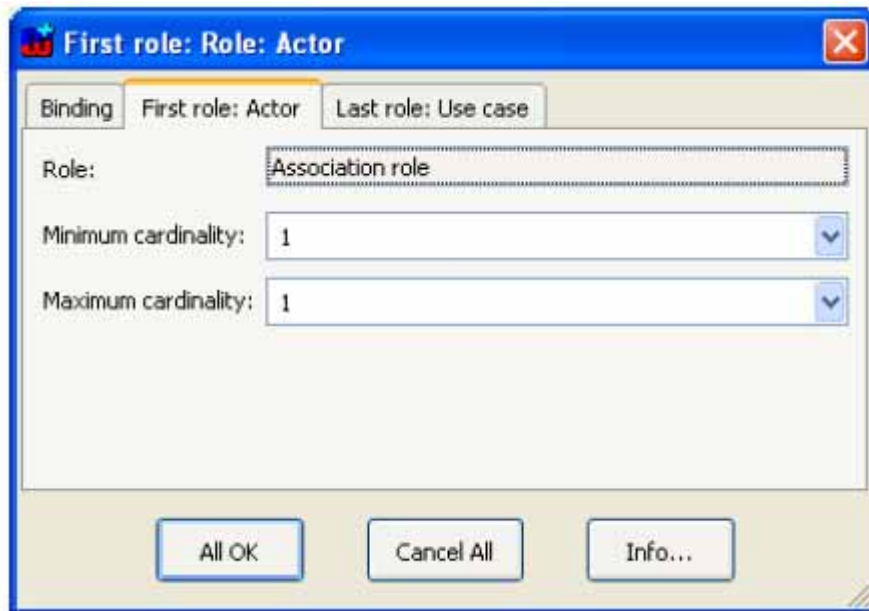 First role: Role: Actor
Binding First role: Actor Last role: Use case
Role: Association role
Minimum cardinality: 1
Maximum cardinality: 1
All OK Cancel All Info...